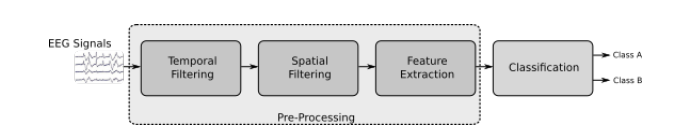 EEG Signals
Temporal
Filtering
Spatial
Filtering
Feature
Extraction
Classification
Class A
Class B
Pre-Processing